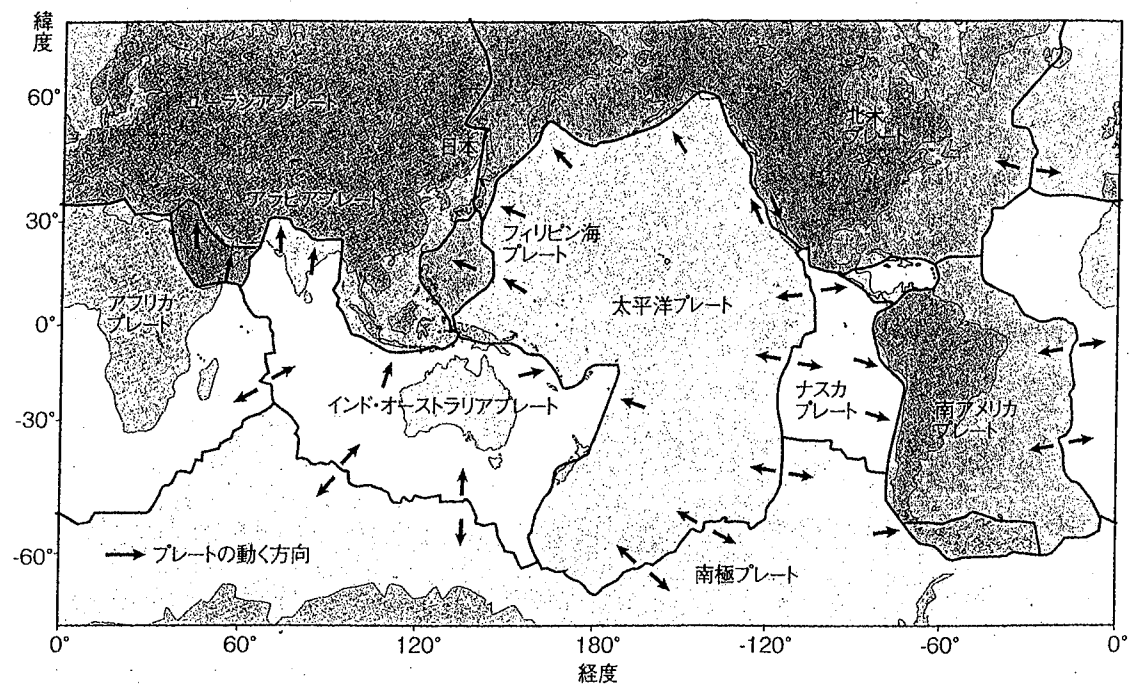 緯度
60°
30°
0°
-30°
-60°
ユーラシアプレート
日本
北米
プレート
アラビアプレート
フィリピン海
プレート
アフリカ
プレート
太平洋プレート
ナスカ
プレート
インド・オーストラリアプレート
南アメリカ
プレート
プレートの動く方向
南極プレート
0°
60°
120°
180°
-120°
-60°
0°
経度